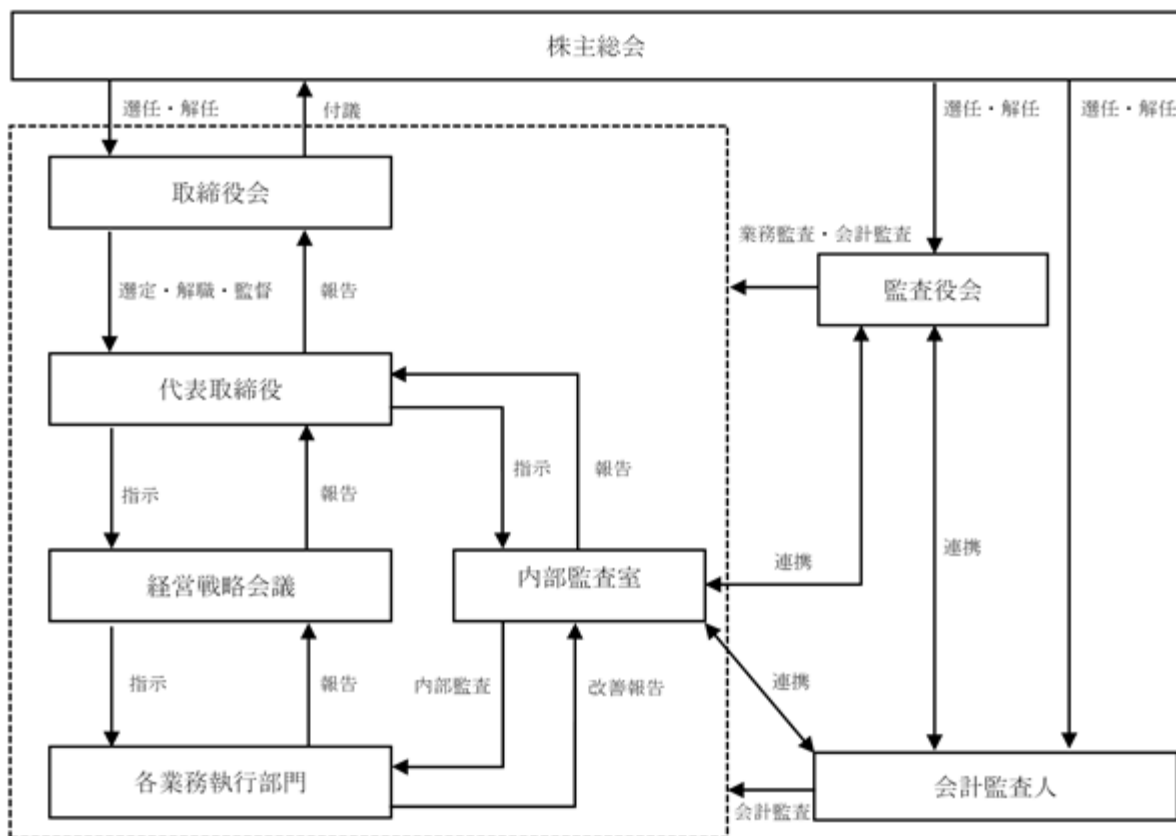 株主総会
選任・解任
付議
選任・解任
選任・解任
取締役会
業務監査・会計監査
監査役会
選定・解職・監督
報告
代表取締役
指示
報告
指示
報告
連携
連携
経営戦略会議
内部監査室
指示
報告
内部監査
改善報告
連携
各業務執行部門
会計監査人
会計監査